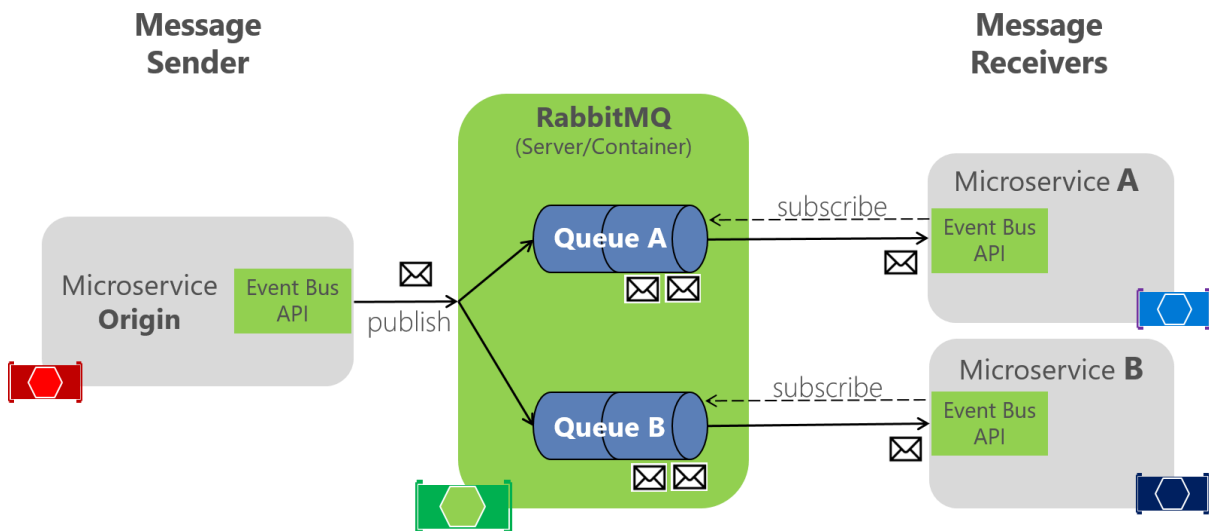 Message
Sender
Message
Receivers
RabbitMQ
(Server/Container)
Microservice
Origin
Event Bus
API
publish
Queue A
Queue B
subscribe
subscribe
Microservice A
Event Bus
API
Microservice B
Event Bus
API